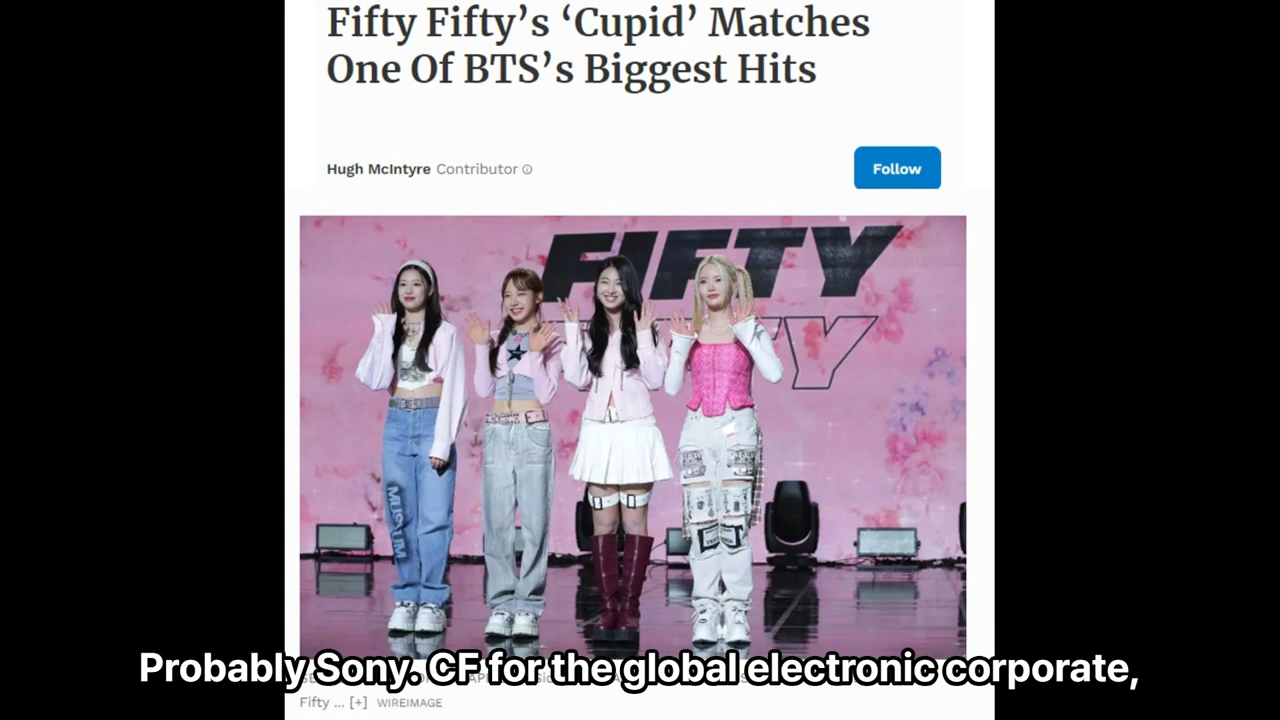 Fifty Fifty’s ‘Cupid’ Matches
One Of BTS’s Biggest Hits
Hugh McIntyre Contributor
Follow
FIFTY
TY
MUSIUM
Probably Sony. CF for the global electronic corporate,
Fifty ... [+] WIREIMAGE